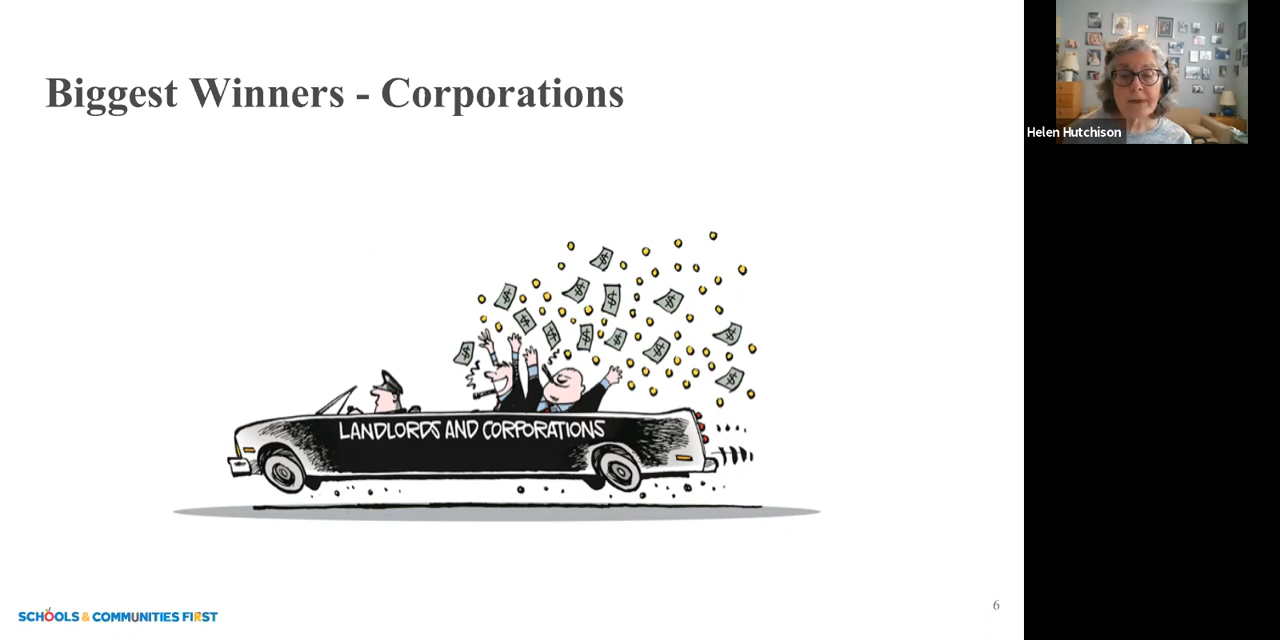 Biggest Winners - Corporations
Helen Hutchison
$ $ $ $ $ $ $ $ $ $ $ $ $
LANDLORDS AND CORPORATIONS
6
SCHOOLS & COMMUNITIES FIRST